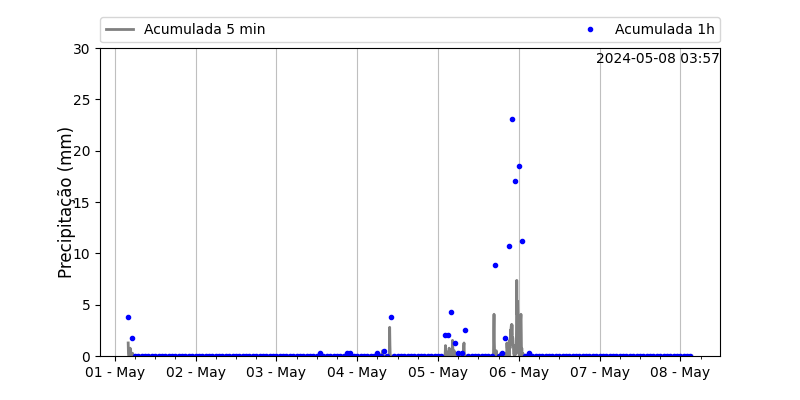 Acumulada 5 min
Acumulada 1h
2024-05-08 03:57
Precipitação (mm)
30
25
20
15
10
5
0
01 - May 02 - May 03 - May 04 - May 05 - May 06 - May 07 - May 08 - May